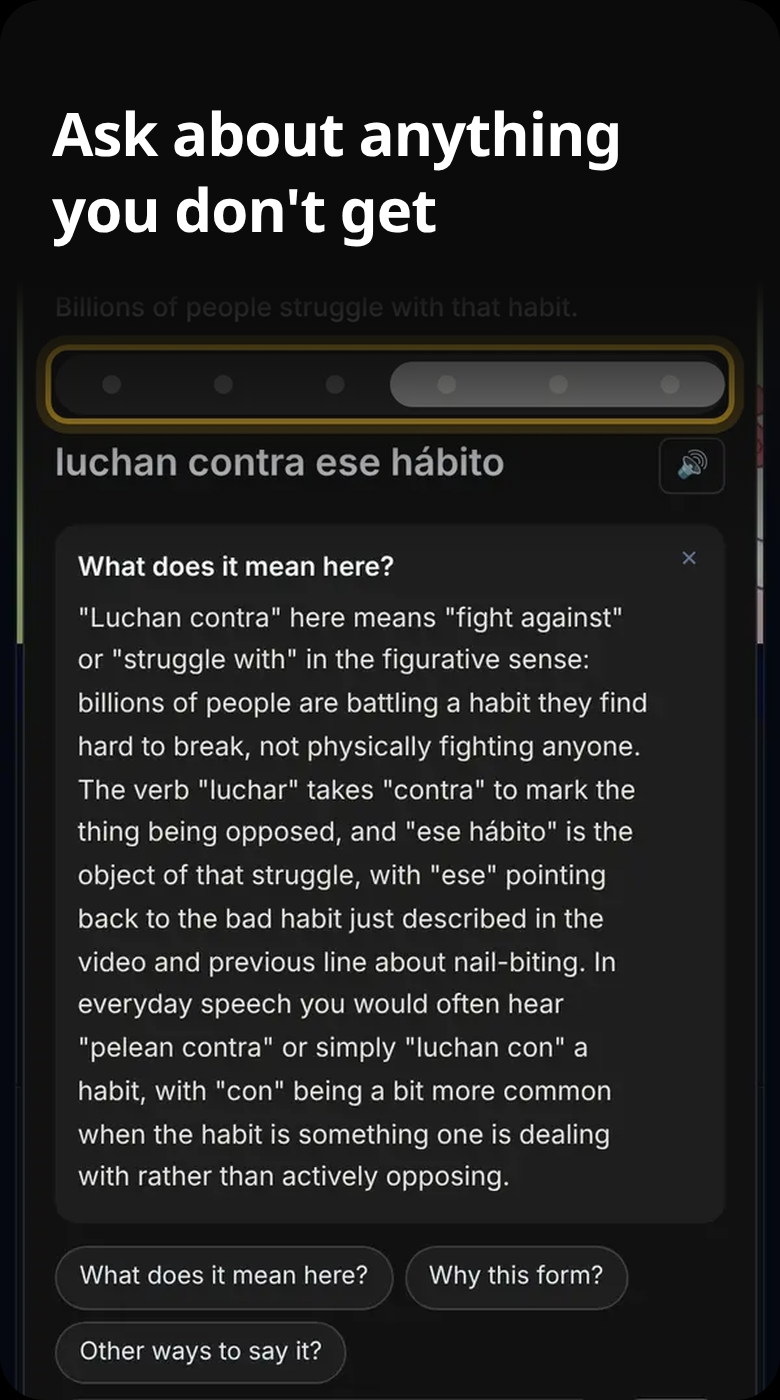 Ask about anything
you don't get
Billions of people struggle with that habit.
luchan contra ese hábito
What does it mean here?
"Luchan contra" here means "fight against"
or "struggle with" in the figurative sense:
billions of people are battling a habit they find
hard to break, not physically fighting anyone.
The verb "luchar" takes "contra" to mark the
thing being opposed, and "ese hábito" is the
object of that struggle, with "ese" pointing
back to the bad habit just described in the
video and previous line about nail-biting. In
everyday speech you would often hear
"pelean contra" or simply "luchan con" a
habit, with "con" being a bit more common
when the habit is something one is dealing
with rather than actively opposing.
What does it mean here? Why this form?
Other ways to say it?